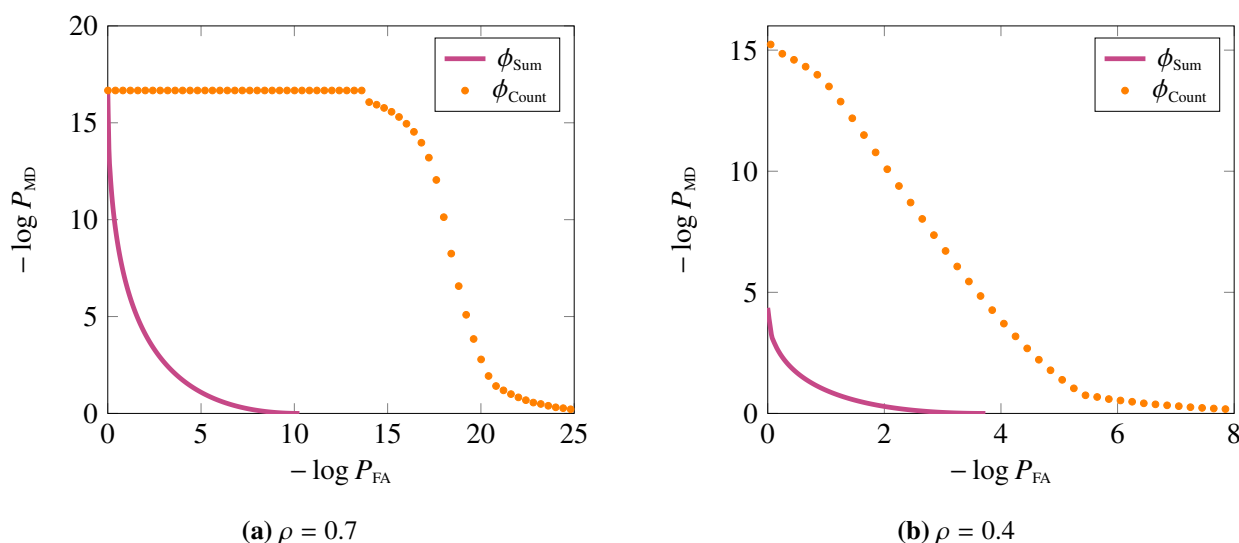 20
15
10
5
0
0
5
10
15
20
25
− log P_MD
− log P_FA
ϕ_Sum
ϕ_Count
(a) ρ = 0.7
15
10
5
0
0
2
4
6
8
− log P_MD
− log P_FA
ϕ_Sum
ϕ_Count
(b) ρ = 0.4